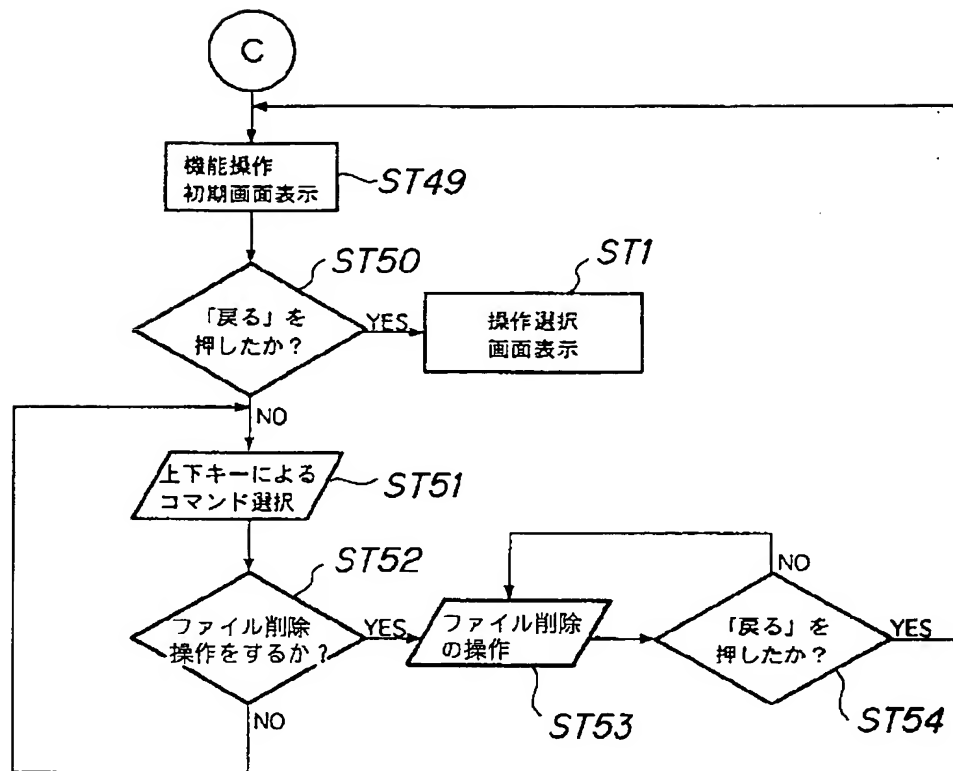 C
機能操作
初期画面表示
ST49
ST50
「戻る」を
押したか？
YES
ST1
操作選択
画面表示
NO
上下キーによる
コマンド選択
ST51
ST52
ファイル削除
操作をするか？
YES
ファイル削除
の操作
ST53
NO
「戻る」を
押したか？
YES
ST54
NO